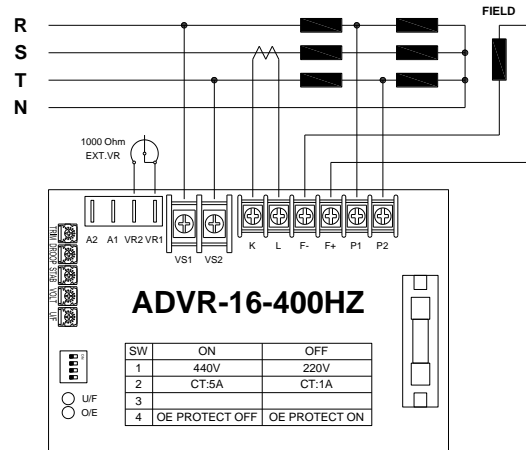 FIELD
R
S
T
N
1000 Ohm
EXT.VR
A2 A1 VR2 VR1
VS1 VS2
K L F- F+ P1 P2
TRIM
DROOP
STAB
VOLT
U/F
ADVR-16-400HZ
SW ON OFF
1 440V 220V
2 CT:5A CT:1A
3
4 OE PROTECT OFF OE PROTECT ON
U/F
O/E